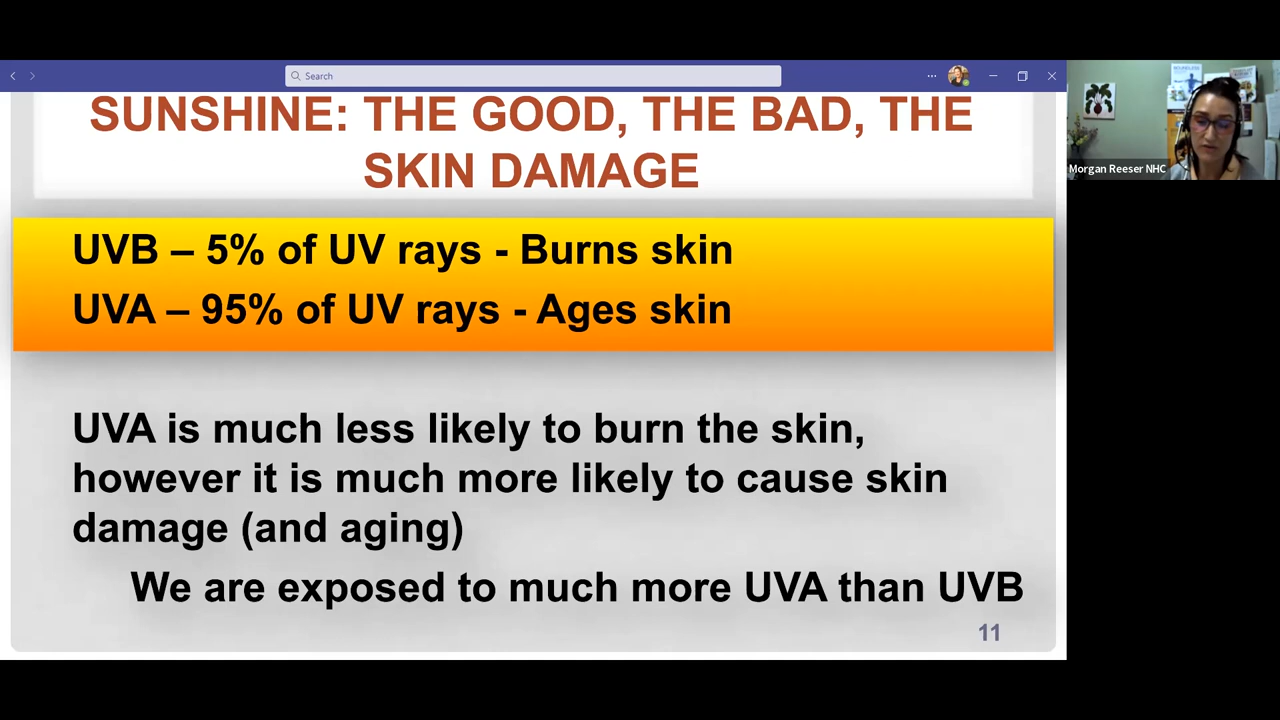 Search
SUNSHINE: THE GOOD, THE BAD, THE
SKIN DAMAGE
UVB – 5% of UV rays - Burns skin
UVA – 95% of UV rays - Ages skin
UVA is much less likely to burn the skin,
however it is much more likely to cause skin
damage (and aging)
We are exposed to much more UVA than UVB
11
Morgan Reeser NHC